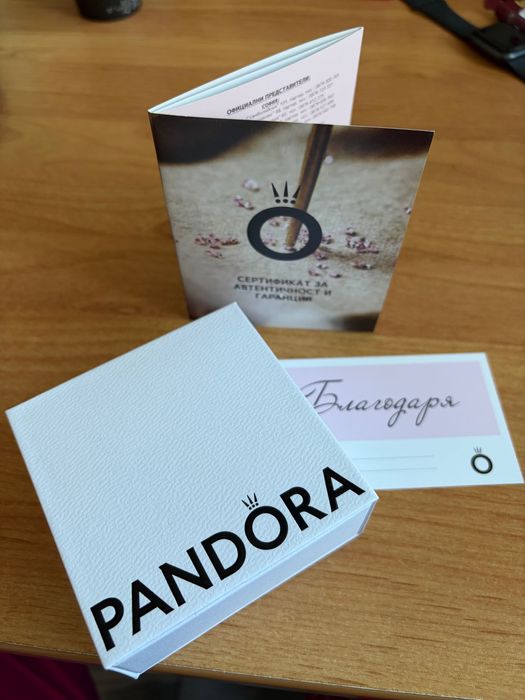 ОФИЦИАЛНИ ПРЕДСТАВИТЕЛИ:
СОФИЯ:
СЕРТИФИКАТ ЗА
АВТЕНТИЧНОСТ И
ГАРАНЦИЯ
Благодаря
PANDORA